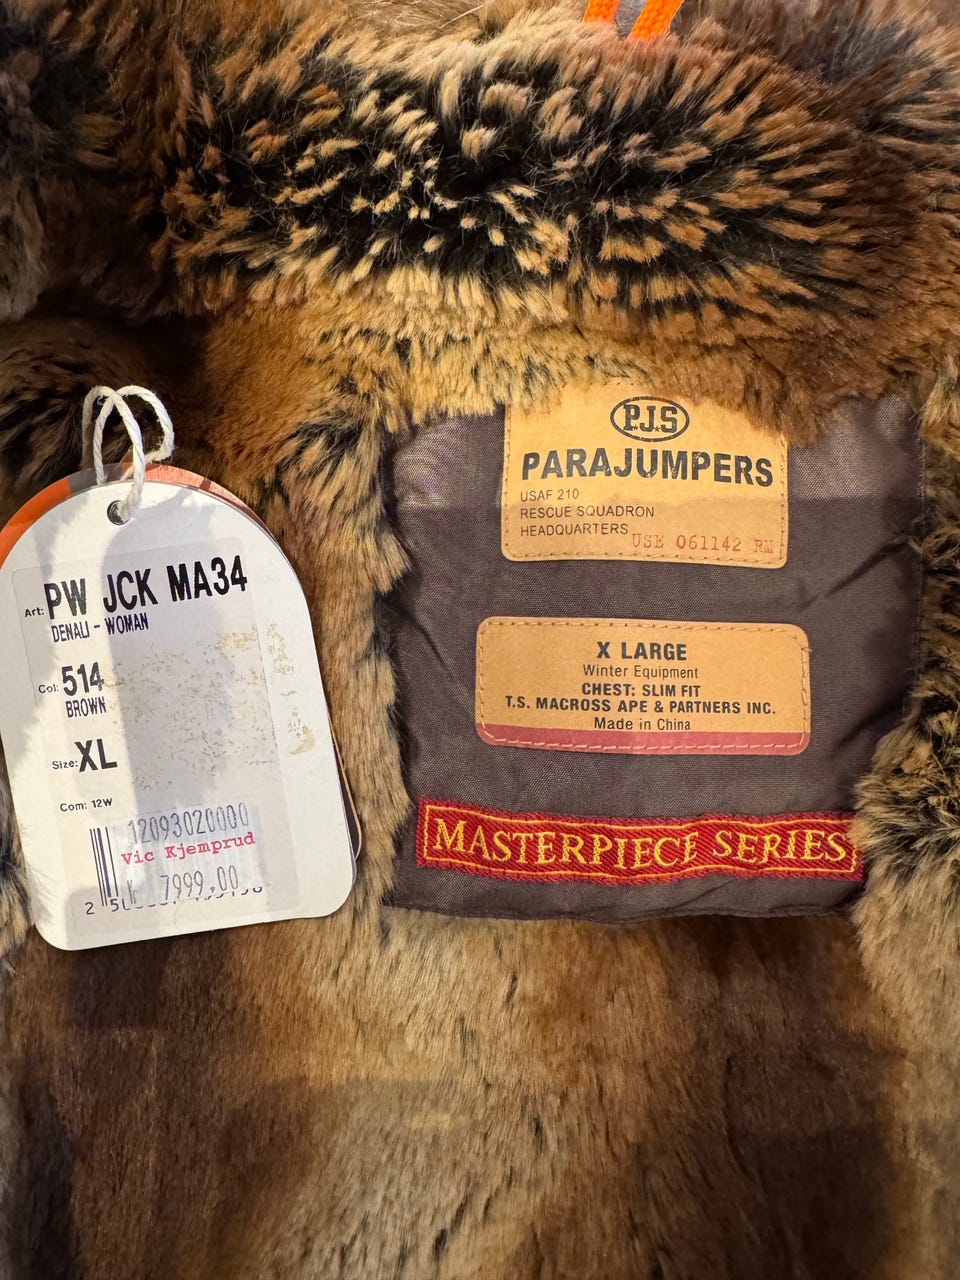 P.J.S
PARAJUMPERS
USAF 210
RESCUE SQUADRON
HEADQUARTERS
USE 061142 RM
X LARGE
Winter Equipment
CHEST: SLIM FIT
T.S. MACROSS APE & PARTNERS INC.
Made in China
MASTERPIECE SERIES
Art: PW JCK MA34
DENALI - WOMAN
Col: 514
BROWN
Size: XL
Com: 12W
12093020000
Vic Kjemprud
7999,00